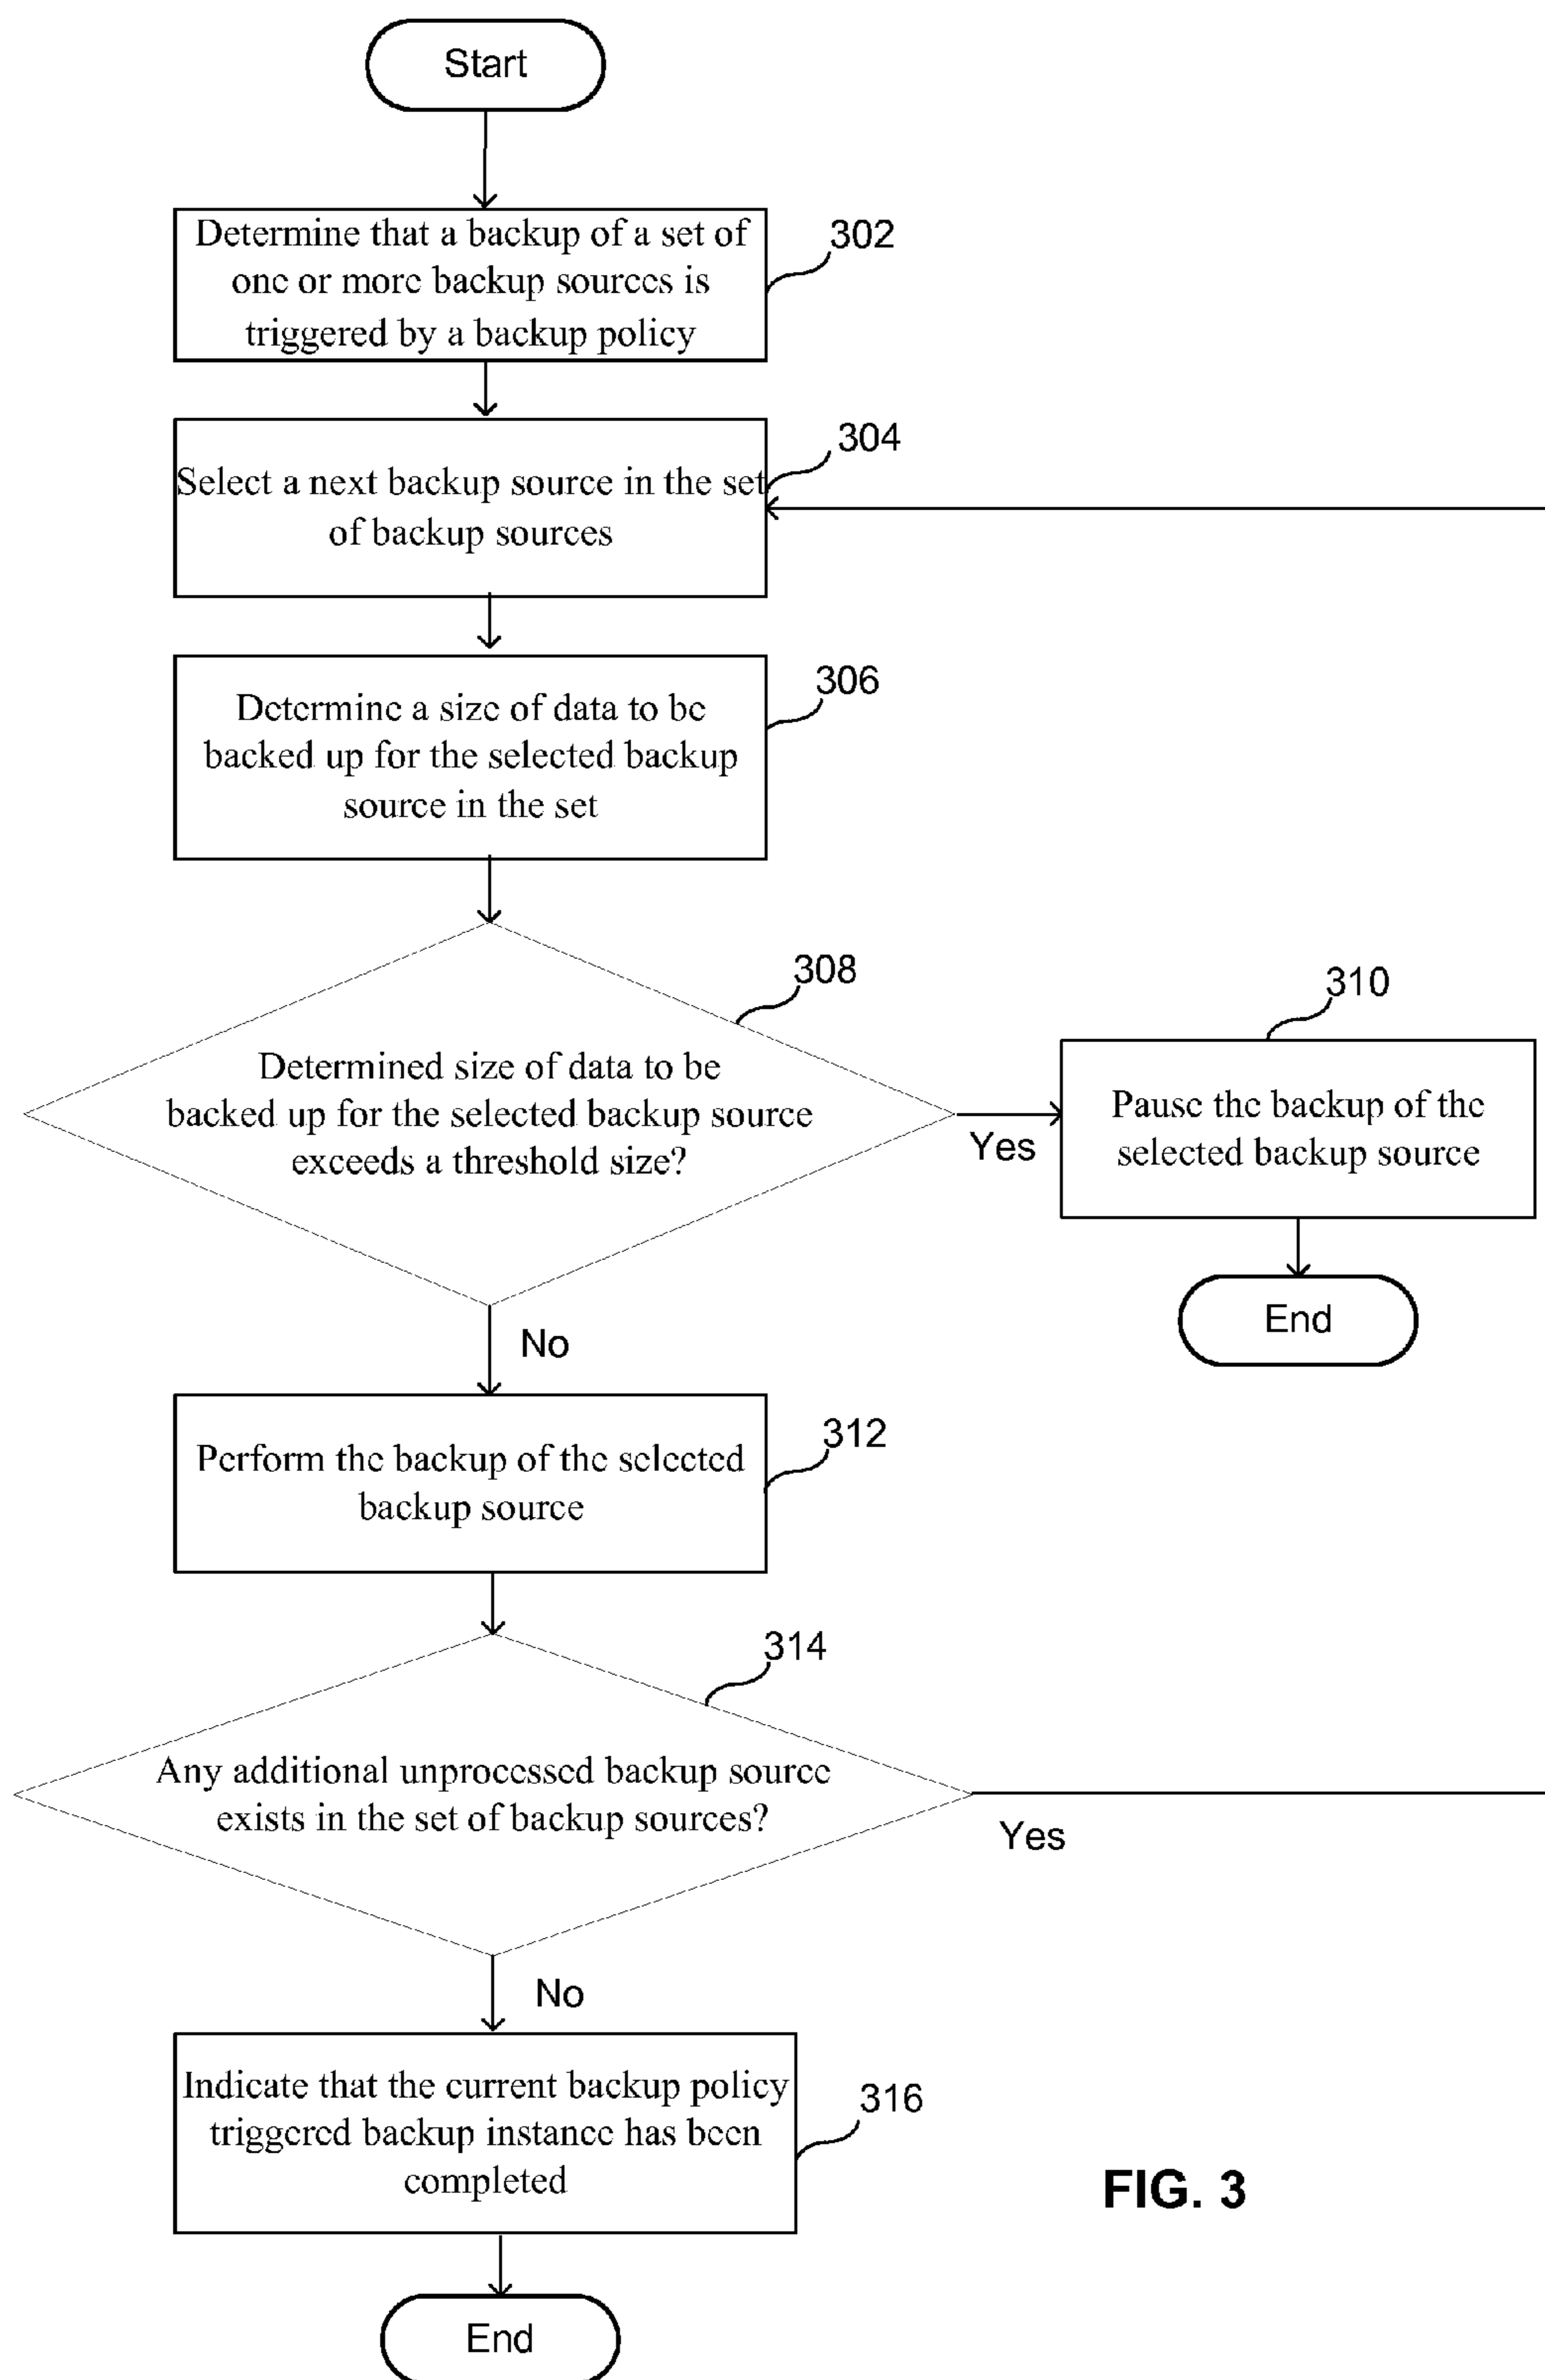 Start
Determine that a backup of a set of
one or more backup sources is
triggered by a backup policy
302
304
Select a next backup source in the set
of backup sources
306
Determine a size of data to be
backed up for the selected backup
source in the set
308
310
Determined size of data to be
backed up for the selected backup source
exceeds a threshold size?
Yes
Pause the backup of the
selected backup source
End
No
312
Perform the backup of the selected
backup source
314
Any additional unprocessed backup source
exists in the set of backup sources?
Yes
No
Indicate that the current backup policy
triggered backup instance has been
completed
316
FIG. 3
End